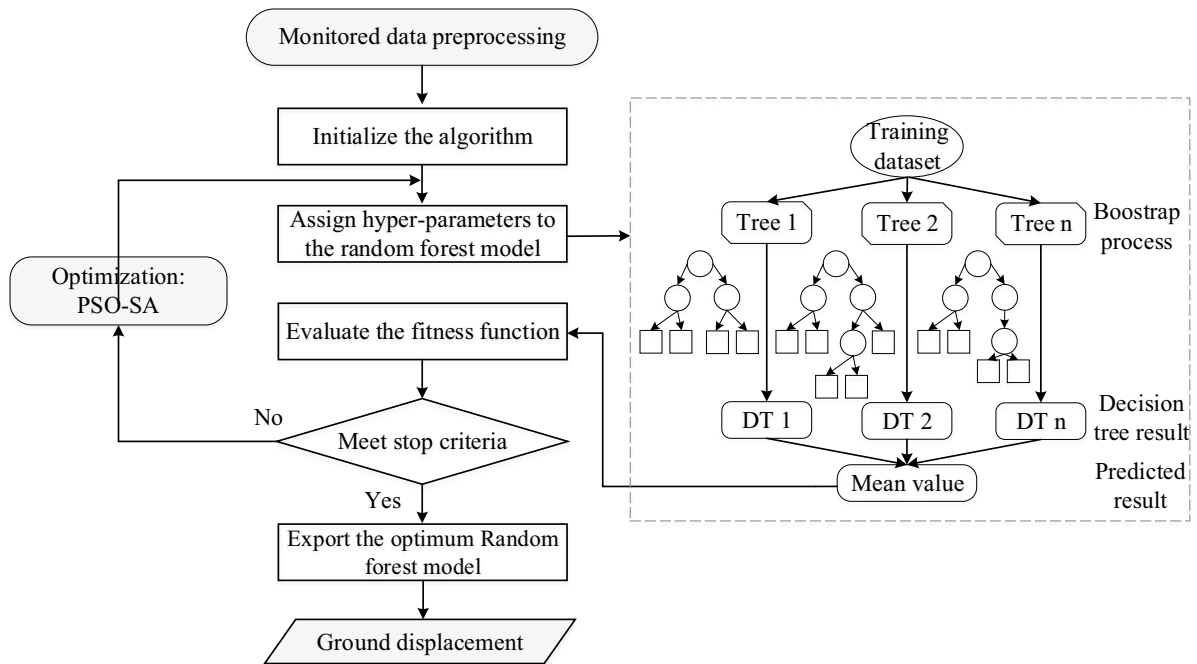 Monitored data preprocessing
Initialize the algorithm
Assign hyper-parameters to
the random forest model
Optimization:
PSO-SA
Evaluate the fitness function
No
Meet stop criteria
Yes
Export the optimum Random
forest model
Ground displacement
Training
dataset
Tree 1
Tree 2
Tree n
Boostrap
process
DT 1
DT 2
DT n
Decision
tree result
Mean value
Predicted
result